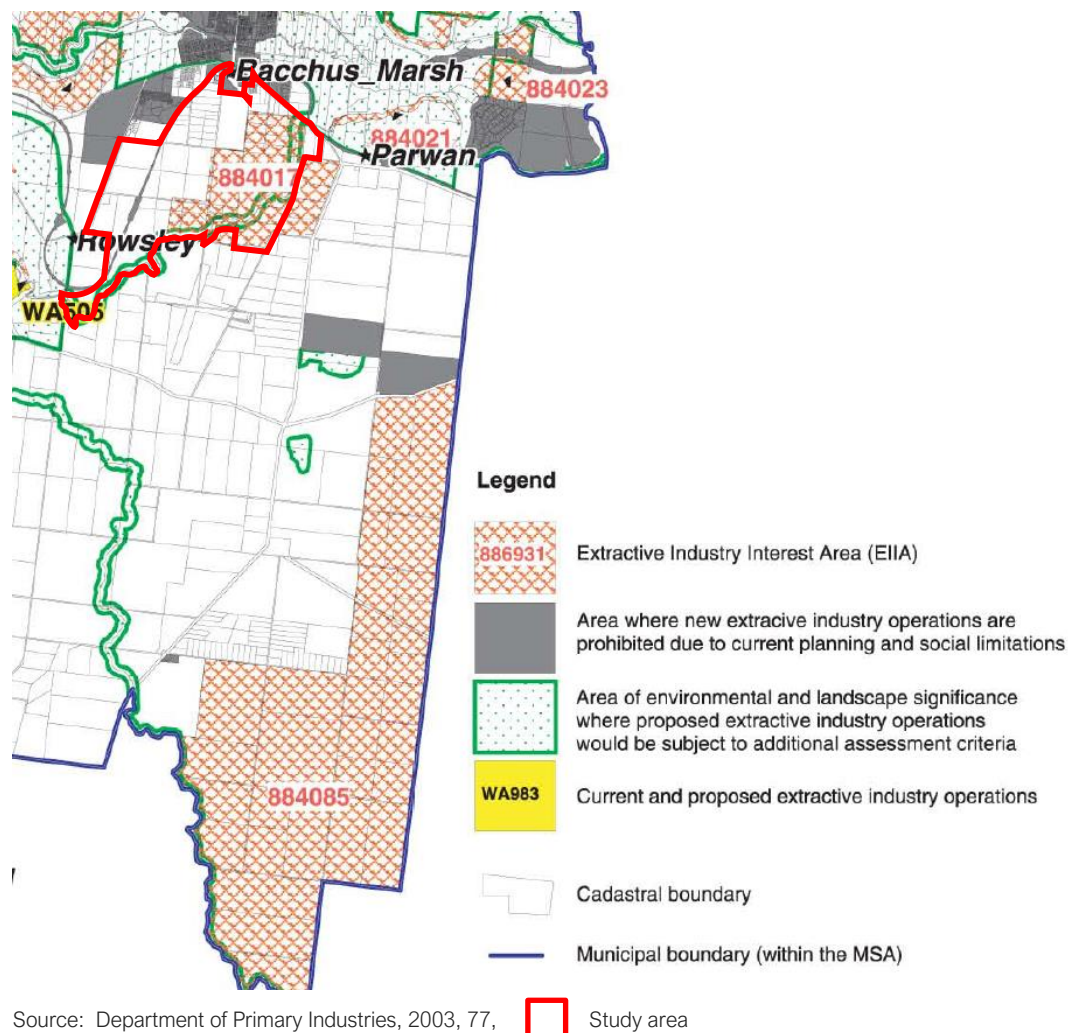 Bacchus_Marsh
884023
884021
Parwan
884017
Rowsley
WA505
Legend
886931 Extractive Industry Interest Area (EIIA)
Area where new extracive industry operations are
prohibited due to current planning and social limitations
Area of environmental and landscape significance
where proposed extractive industry operations
would be subject to additional assessment criteria
WA983 Current and proposed extractive industry operations
884085
Cadastral boundary
Municipal boundary (within the MSA)
Source: Department of Primary Industries, 2003, 77, Study area